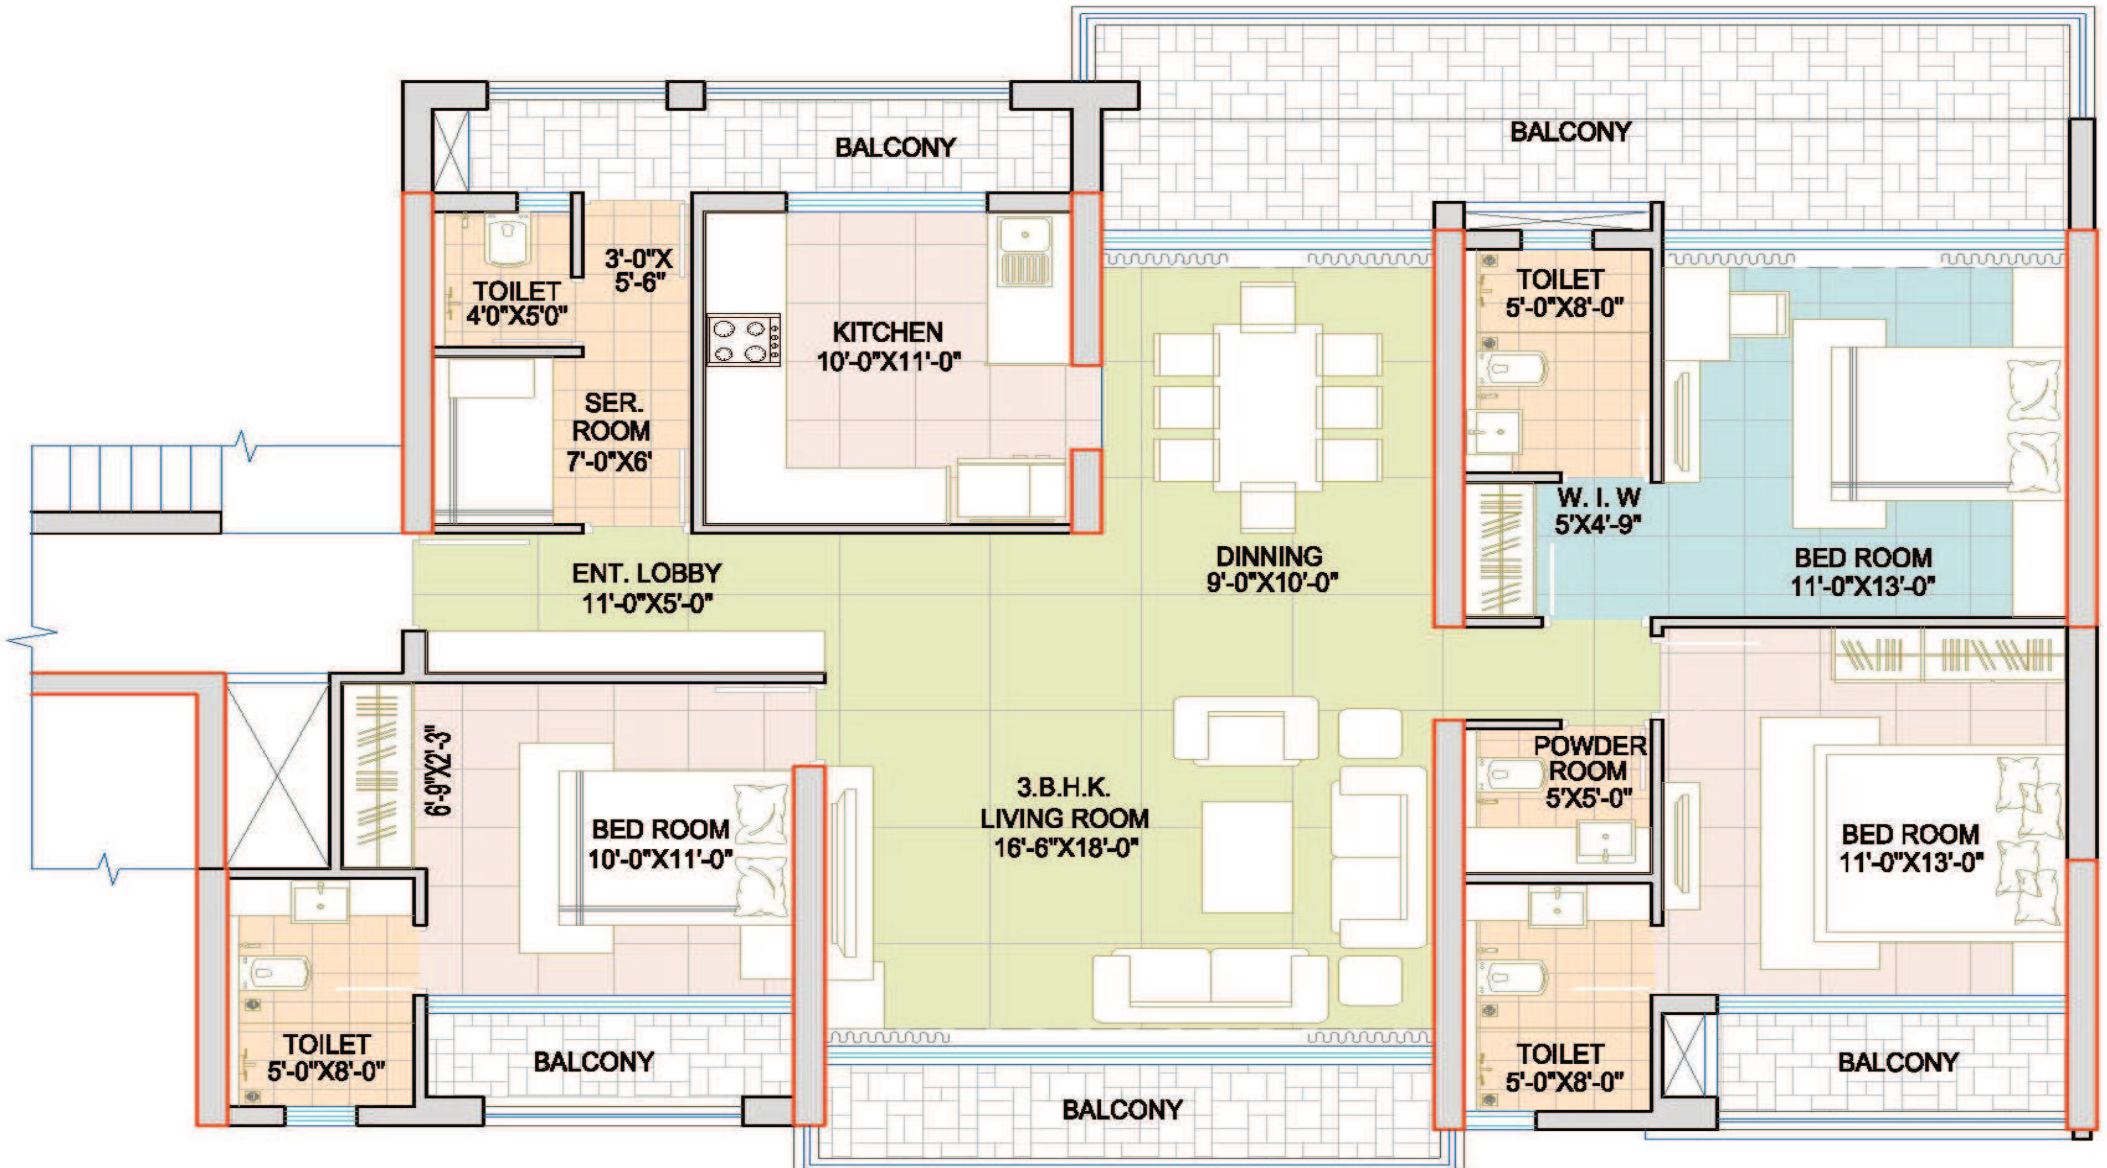 BALCONY
BALCONY
3'-0"X
5'-6"
TOILET
4'0"X5'0"
KITCHEN
10'-0"X11'-0"
TOILET
5'-0"X8'-0"
SER.
ROOM
7'-0"X6'
W. I. W
5'X4'-9"
ENT. LOBBY
11'-0"X5'-0"
DINNING
9'-0"X10'-0"
BED ROOM
11'-0"X13'-0"
6'-9"X2'-3"
BED ROOM
10'-0"X11'-0"
3.B.H.K.
LIVING ROOM
16'-6"X18'-0"
POWDER
ROOM
5'X5'-0"
BED ROOM
11'-0"X13'-0"
TOILET
5'-0"X8'-0"
BALCONY
BALCONY
TOILET
5'-0"X8'-0"
BALCONY